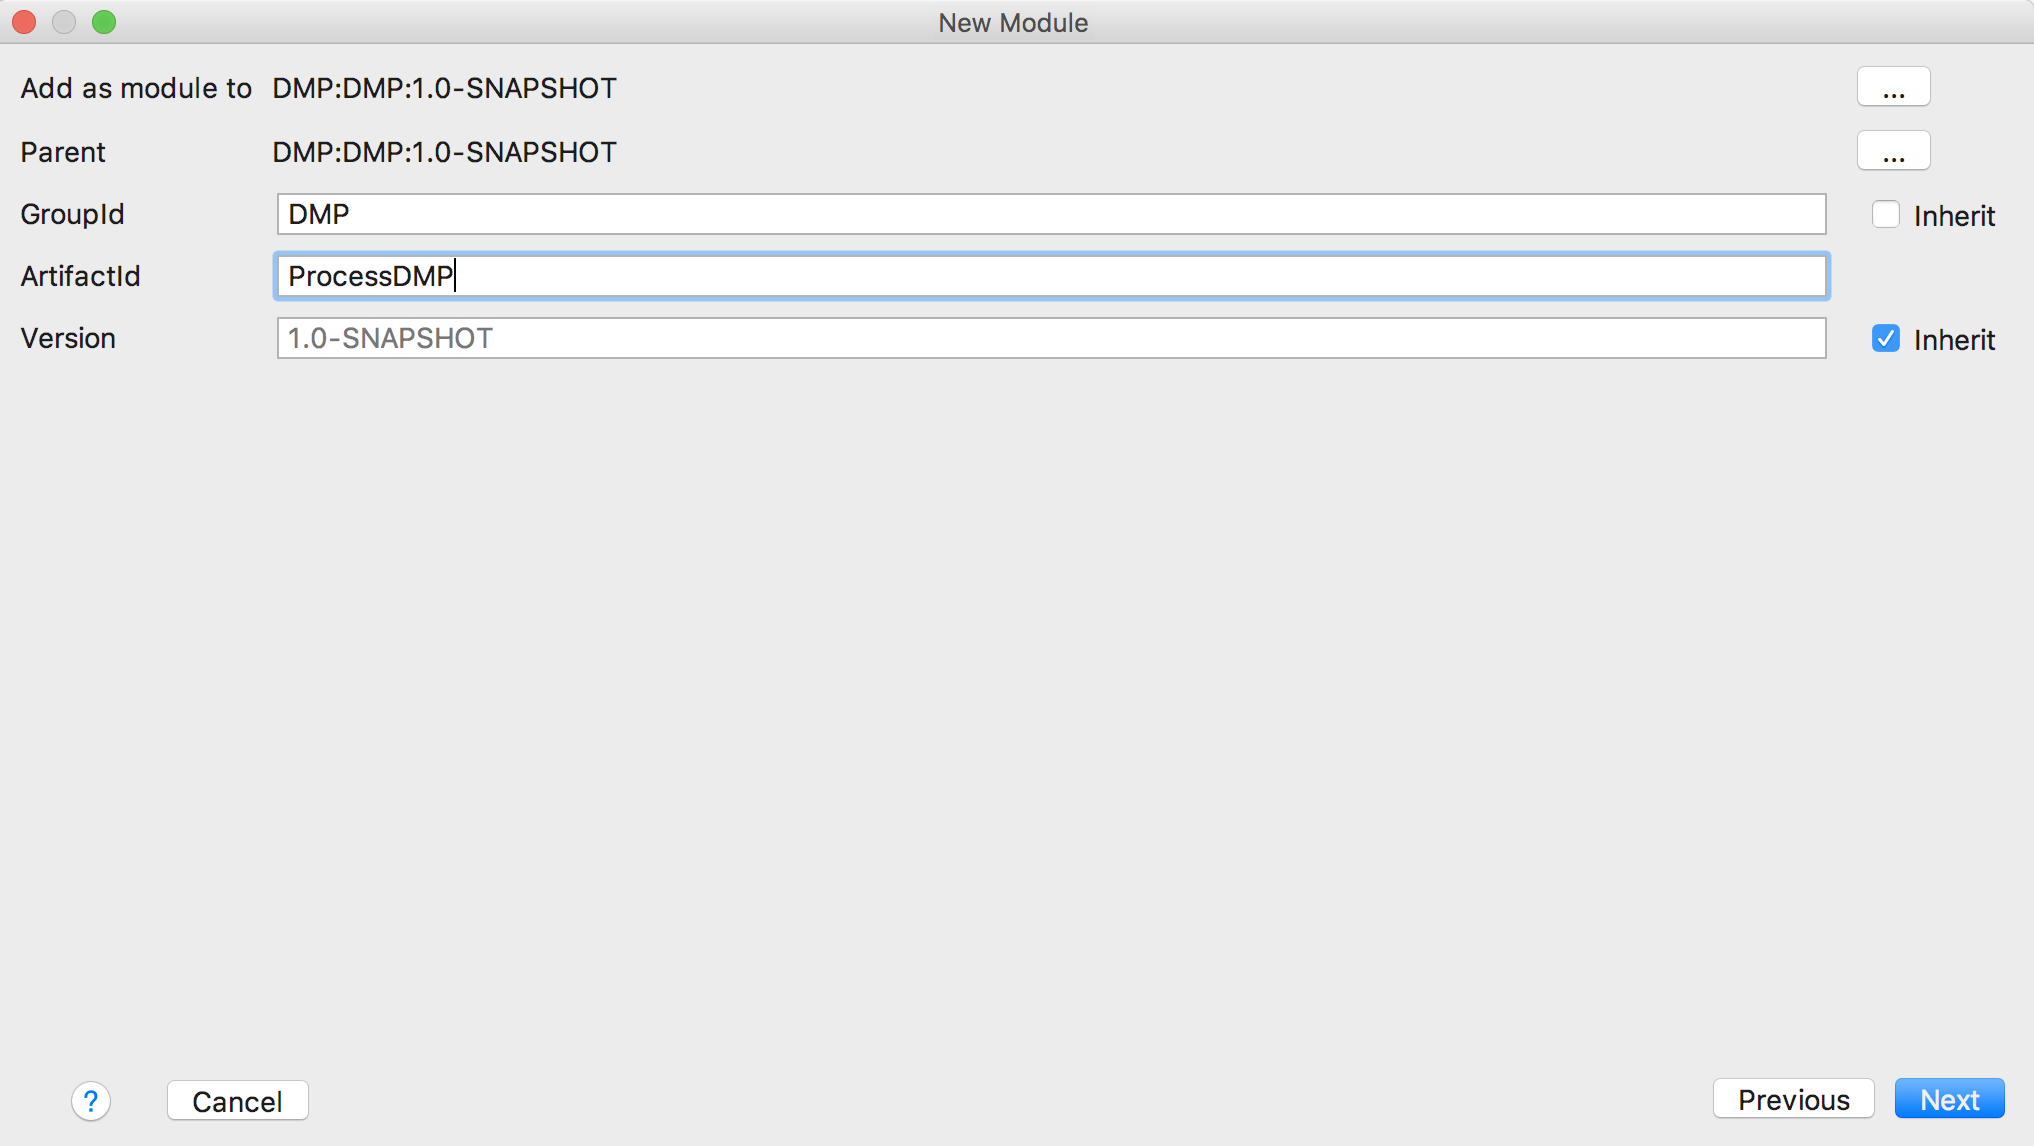 New Module
Add as module to DMP:DMP:1.0-SNAPSHOT ...
Parent DMP:DMP:1.0-SNAPSHOT ...
GroupId DMP Inherit
ArtifactId ProcessDMP
Version 1.0-SNAPSHOT Inherit
? Cancel Previous Next